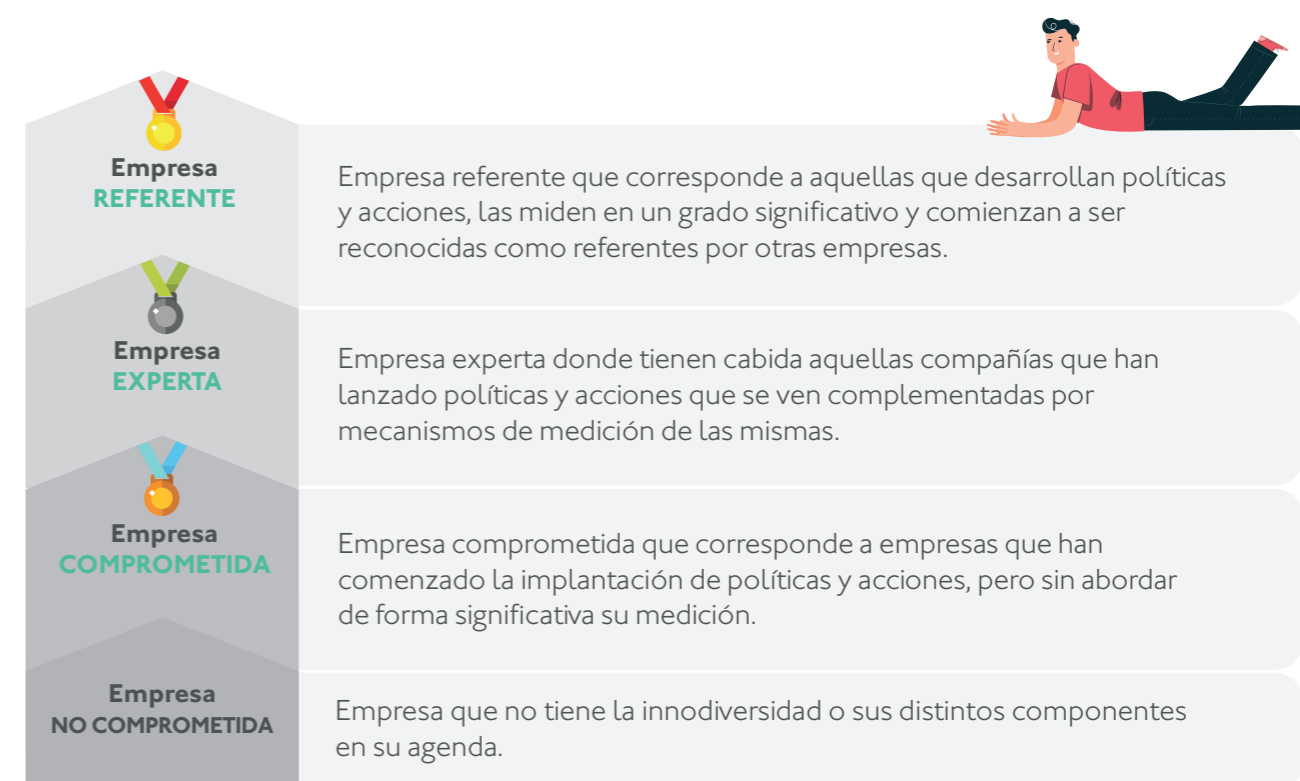 Empresa
REFERENTE
Empresa referente que corresponde a aquellas que desarrollan políticas
y acciones, las miden en un grado significativo y comienzan a ser
reconocidas como referentes por otras empresas.
Empresa
EXPERTA
Empresa experta donde tienen cabida aquellas compañías que han
lanzado políticas y acciones que se ven complementadas por
mecanismos de medición de las mismas.
Empresa
COMPROMETIDA
Empresa comprometida que corresponde a empresas que han
comenzado la implantación de políticas y acciones, pero sin abordar
de forma significativa su medición.
Empresa
NO COMPROMETIDA
Empresa que no tiene la innodiversidad o sus distintos componentes
en su agenda.